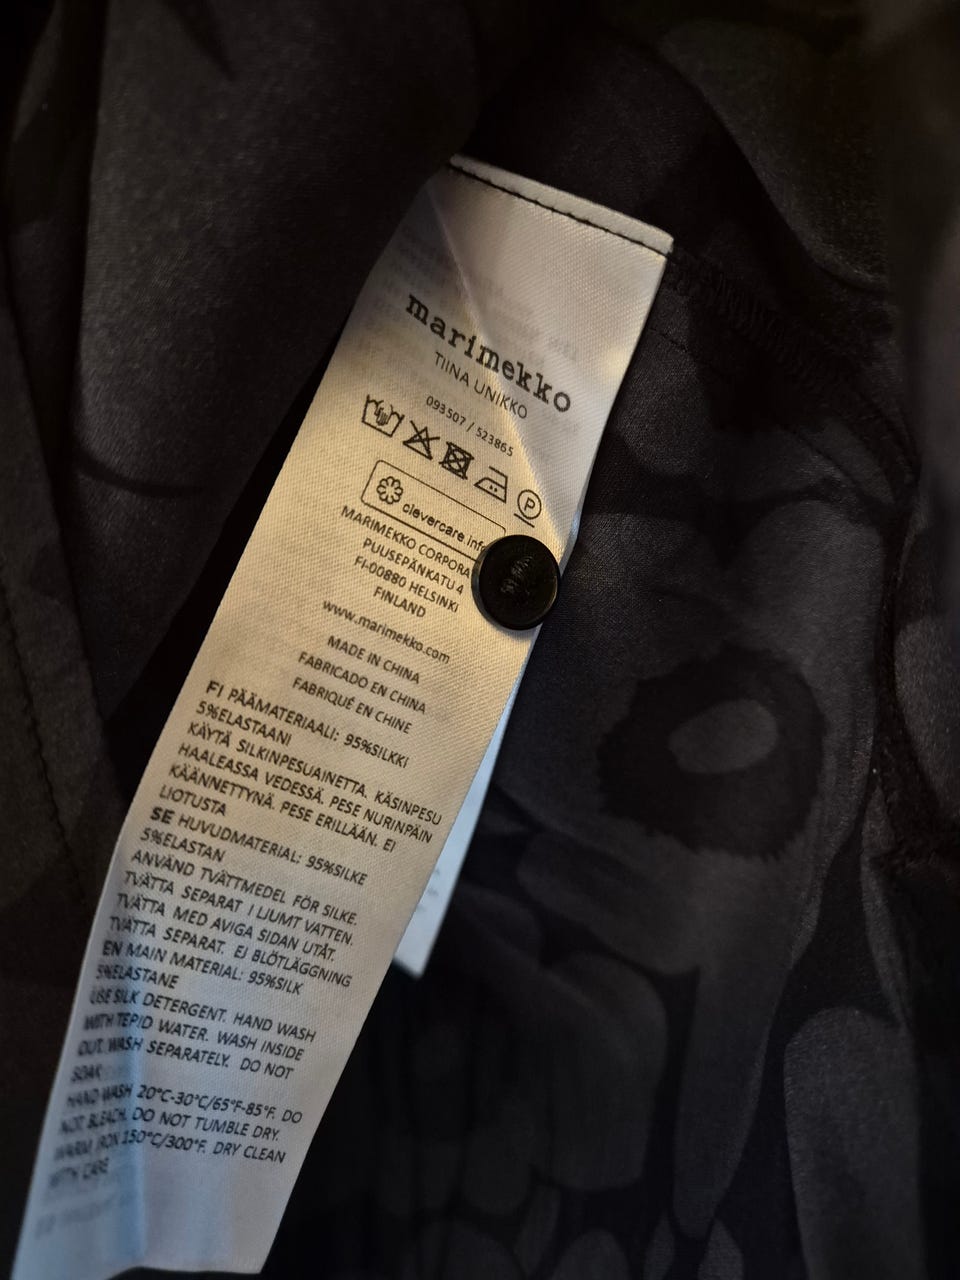 marimekko
TIINA UNIKKO
093507 / 523865
P
clevercare.info
MARIMEKKO CORPORA
PUUSEPÄNKATU 4
FI-00880 HELSINKI
FINLAND
www.marimekko.com
MADE IN CHINA
FABRICADO EN CHINA
FABRIQUÉ EN CHINE
FI PÄÄMATERIAALI: 95%SILKKI
5%ELASTAANI
KÄYTÄ SILKINPESUAINETTA. KÄSINPESU
HAALEASSA VEDESSÄ. PESE NURINPÄIN
KÄÄNNETTYNÄ. PESE ERILLÄÄN. EI
LIOTUSTA
SE HUVUDMATERIAL: 95%SILKE
5%ELASTAN
ANVÄND TVÄTTMEDEL FÖR SILKE.
TVÄTTA SEPARAT I LJUMT VATTEN.
TVÄTTA MED AVIGA SIDAN UTÅT.
TVÄTTA SEPARAT. EJ BLÖTLÄGGNING
EN MAIN MATERIAL: 95%SILK
5%ELASTANE
USE SILK DETERGENT. HAND WASH
WITH TEPID WATER. WASH INSIDE
OUT. WASH SEPARATELY. DO NOT
SOAK
HAND WASH 20°C-30°C/65°F-85°F. DO
NOT BLEACH. DO NOT TUMBLE DRY.
WARM IRON 150°C/300°F. DRY CLEAN
WITH CARE